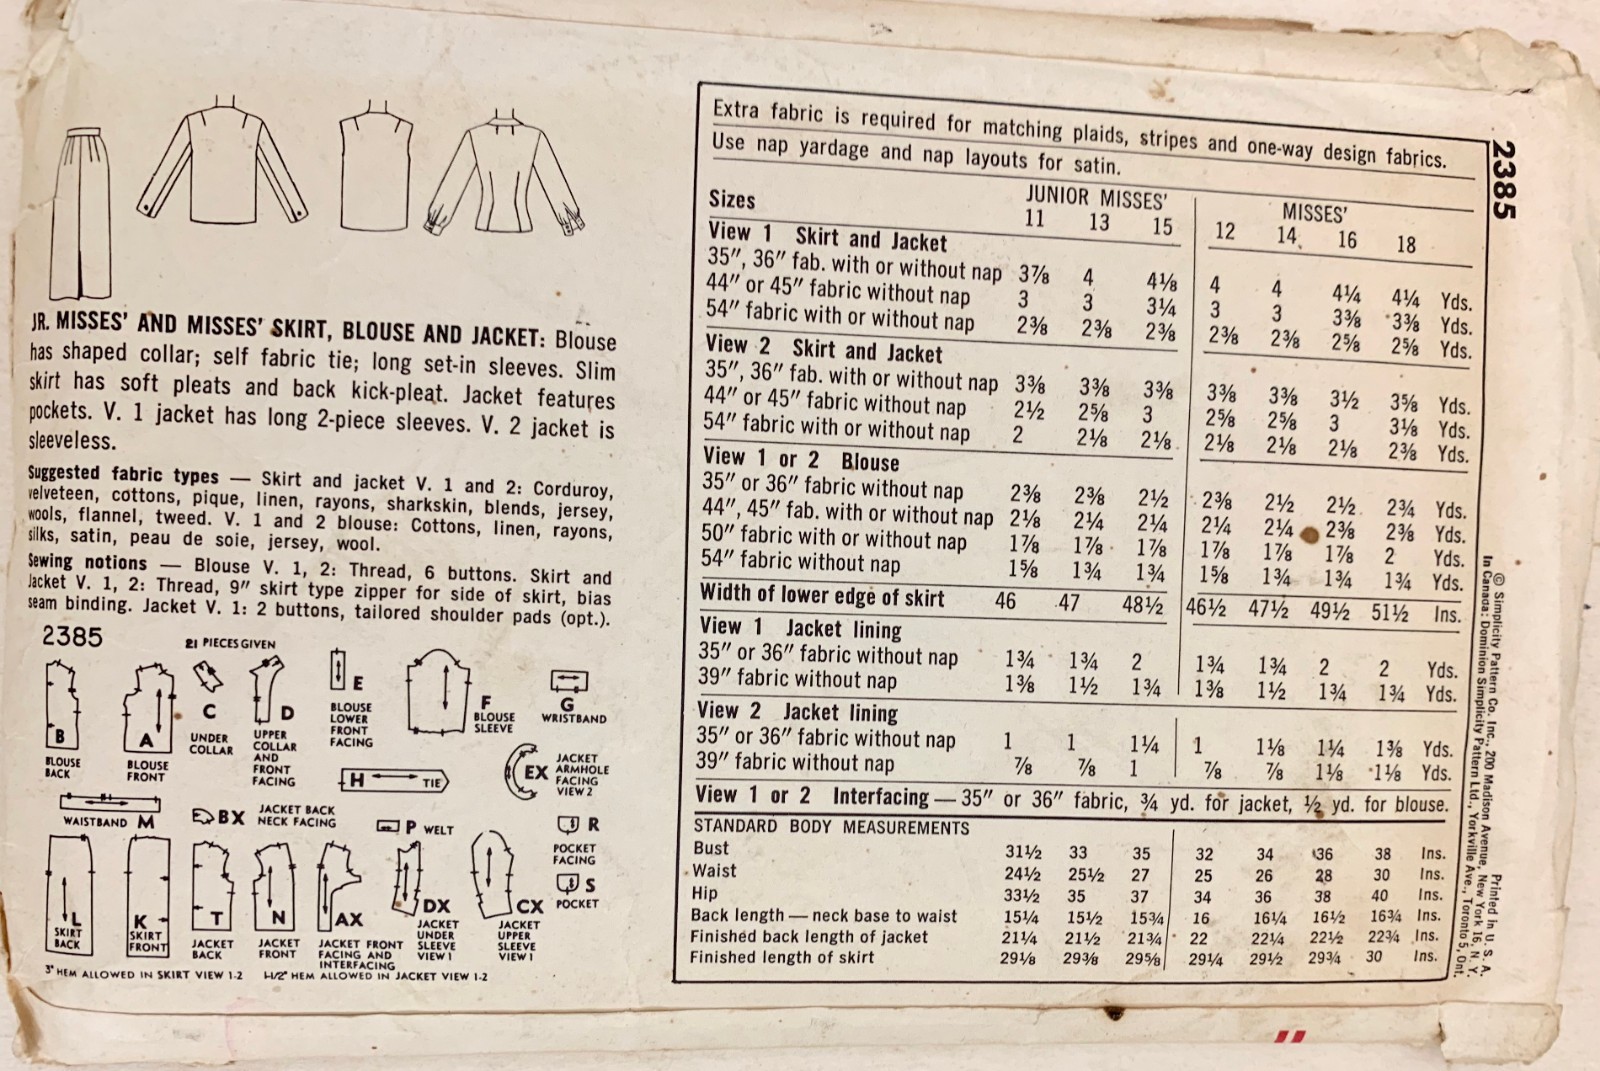 JR. MISSES' AND MISSES' SKIRT, BLOUSE AND JACKET: Blouse
has shaped collar; self fabric tie; long set-in sleeves. Slim
skirt has soft pleats and back kick-pleat. Jacket features
pockets. V. 1 jacket has long 2-piece sleeves. V. 2 jacket is
sleeveless.
Suggested fabric types — Skirt and jacket V. 1 and 2: Corduroy,
velveteen, cottons, pique, linen, rayons, sharkskin, blends, jersey,
wools, flannel, tweed. V. 1 and 2 blouse: Cottons, linen, rayons,
silks, satin, peau de soie, jersey, wool.
Sewing notions — Blouse V. 1, 2: Thread, 6 buttons. Skirt and
Jacket V. 1, 2: Thread, 9" skirt type zipper for side of skirt, bias
seam binding. Jacket V. 1: 2 buttons, tailored shoulder pads (opt.).
2385
21 PIECES GIVEN
B
BLOUSE
BACK
A
BLOUSE
FRONT
C
UNDER
COLLAR
D
UPPER
COLLAR
AND
FRONT
FACING
E
BLOUSE
LOWER
FRONT
FACING
F
BLOUSE
SLEEVE
G
WRISTBAND
H TIE
EX JACKET
ARMHOLE
FACING
VIEW 2
WAISTBAND M
BX JACKET BACK
NECK FACING
P WELT
R
POCKET
FACING
S
POCKET
L
SKIRT
BACK
K
SKIRT
FRONT
T
JACKET
BACK
N
JACKET
FRONT
AX
JACKET FRONT
FACING AND
INTERFACING
DX
JACKET
UNDER
SLEEVE
VIEW 1
CX
JACKET
UPPER
SLEEVE
VIEW 1
3" HEM ALLOWED IN SKIRT VIEW 1-2
1-1/2" HEM ALLOWED IN JACKET VIEW 1-2
Extra fabric is required for matching plaids, stripes and one-way design fabrics.
Use nap yardage and nap layouts for satin.
JUNIOR MISSES' MISSES'
Sizes 11 13 15 12 14 16 18
View 1 Skirt and Jacket
35", 36" fab. with or without nap 3⅞ 4 4⅛ 4 4 4¼ 4¼ Yds.
44" or 45" fabric without nap 3 3 3¼ 3 3 3⅜ 3⅜ Yds.
54" fabric with or without nap 2⅜ 2⅜ 2⅜ 2⅜ 2⅜ 2⅝ 2⅝ Yds.
View 2 Skirt and Jacket
35", 36" fab. with or without nap 3⅜ 3⅜ 3⅜ 3⅜ 3⅜ 3½ 3⅝ Yds.
44" or 45" fabric without nap 2½ 2⅝ 3 2⅝ 2⅝ 3 3⅛ Yds.
54" fabric with or without nap 2 2⅛ 2⅛ 2⅛ 2⅛ 2⅛ 2⅜ Yds.
View 1 or 2 Blouse
35" or 36" fabric without nap 2⅜ 2⅜ 2½ 2⅜ 2½ 2½ 2¾ Yds.
44", 45" fab. with or without nap 2⅛ 2¼ 2¼ 2¼ 2¼ 2⅜ 2⅜ Yds.
50" fabric with or without nap 1⅞ 1⅞ 1⅞ 1⅞ 1⅞ 1⅞ 2 Yds.
54" fabric without nap 1⅝ 1¾ 1¾ 1⅝ 1¾ 1¾ 1¾ Yds.
Width of lower edge of skirt 46 47 48½ 46½ 47½ 49½ 51½ Ins.
View 1 Jacket lining
35" or 36" fabric without nap 1¾ 1¾ 2 1¾ 1¾ 2 2 Yds.
39" fabric without nap 1⅜ 1½ 1¾ 1⅜ 1½ 1¾ 1¾ Yds.
View 2 Jacket lining
35" or 36" fabric without nap 1 1 1¼ 1 1⅛ 1¼ 1⅜ Yds.
39" fabric without nap ⅞ ⅞ 1 ⅞ ⅞ 1⅛ 1⅛ Yds.
View 1 or 2 Interfacing — 35" or 36" fabric, ¾ yd. for jacket, ½ yd. for blouse.
STANDARD BODY MEASUREMENTS
Bust 31½ 33 35 32 34 36 38 Ins.
Waist 24½ 25½ 27 25 26 28 30 Ins.
Hip 33½ 35 37 34 36 38 40 Ins.
Back length — neck base to waist 15¼ 15½ 15¾ 16 16¼ 16½ 16¾ Ins.
Finished back length of jacket 21¼ 21½ 21¾ 22 22¼ 22½ 22¾ Ins.
Finished length of skirt 29⅛ 29⅜ 29⅝ 29¼ 29½ 29¾ 30 Ins.
2385
© Simplicity Pattern Co. Inc., 200 Madison Avenue, New York 16, N. Y. Printed in U. S. A.
In Canada: Dominion Simplicity Pattern Ltd., Yorkville Ave., Toronto 5, Ont.